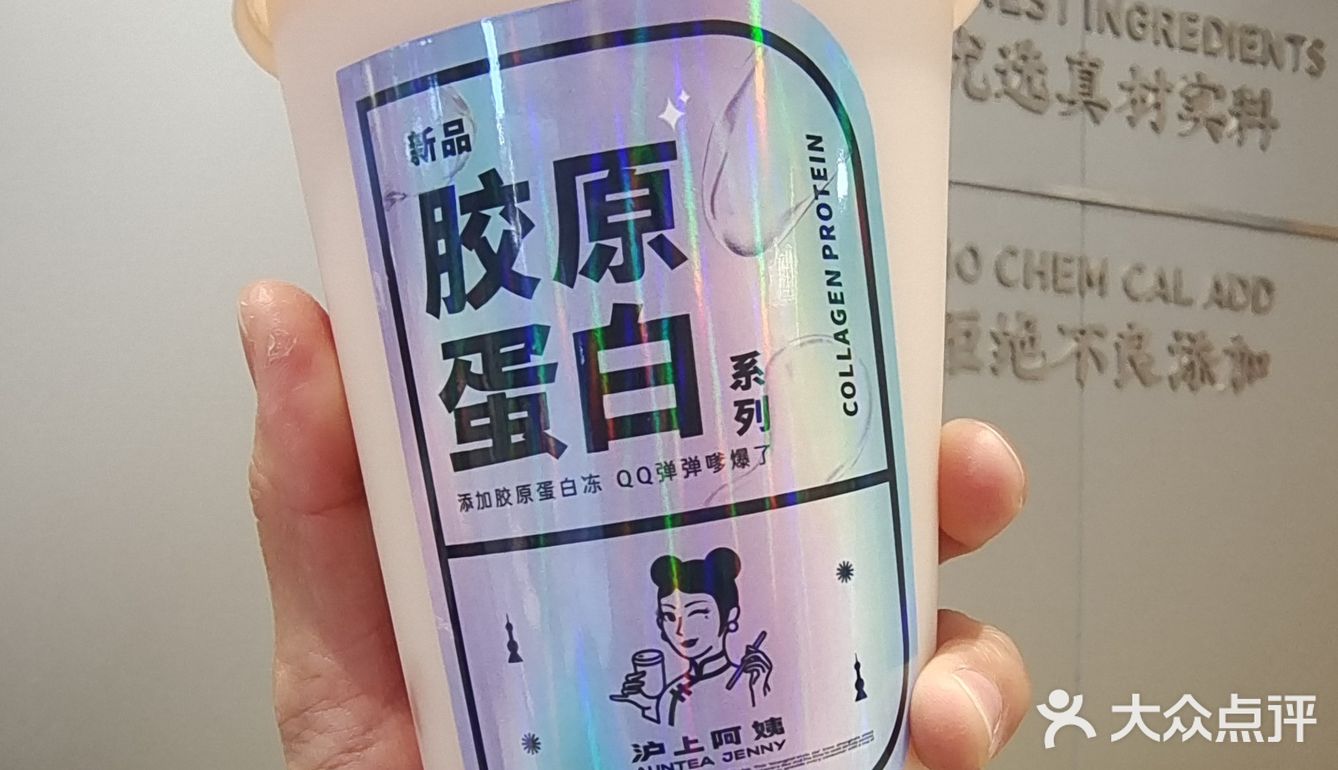 新品
胶原
蛋白
系列
COLLAGEN PROTEIN
添加胶原蛋白冻 QQ弹弹嗲爆了
沪上阿姨
AUNTEA JENNY
INGREDIENTS
优选真材实料
CHEM CAL ADD
拒绝不良添加
大众点评